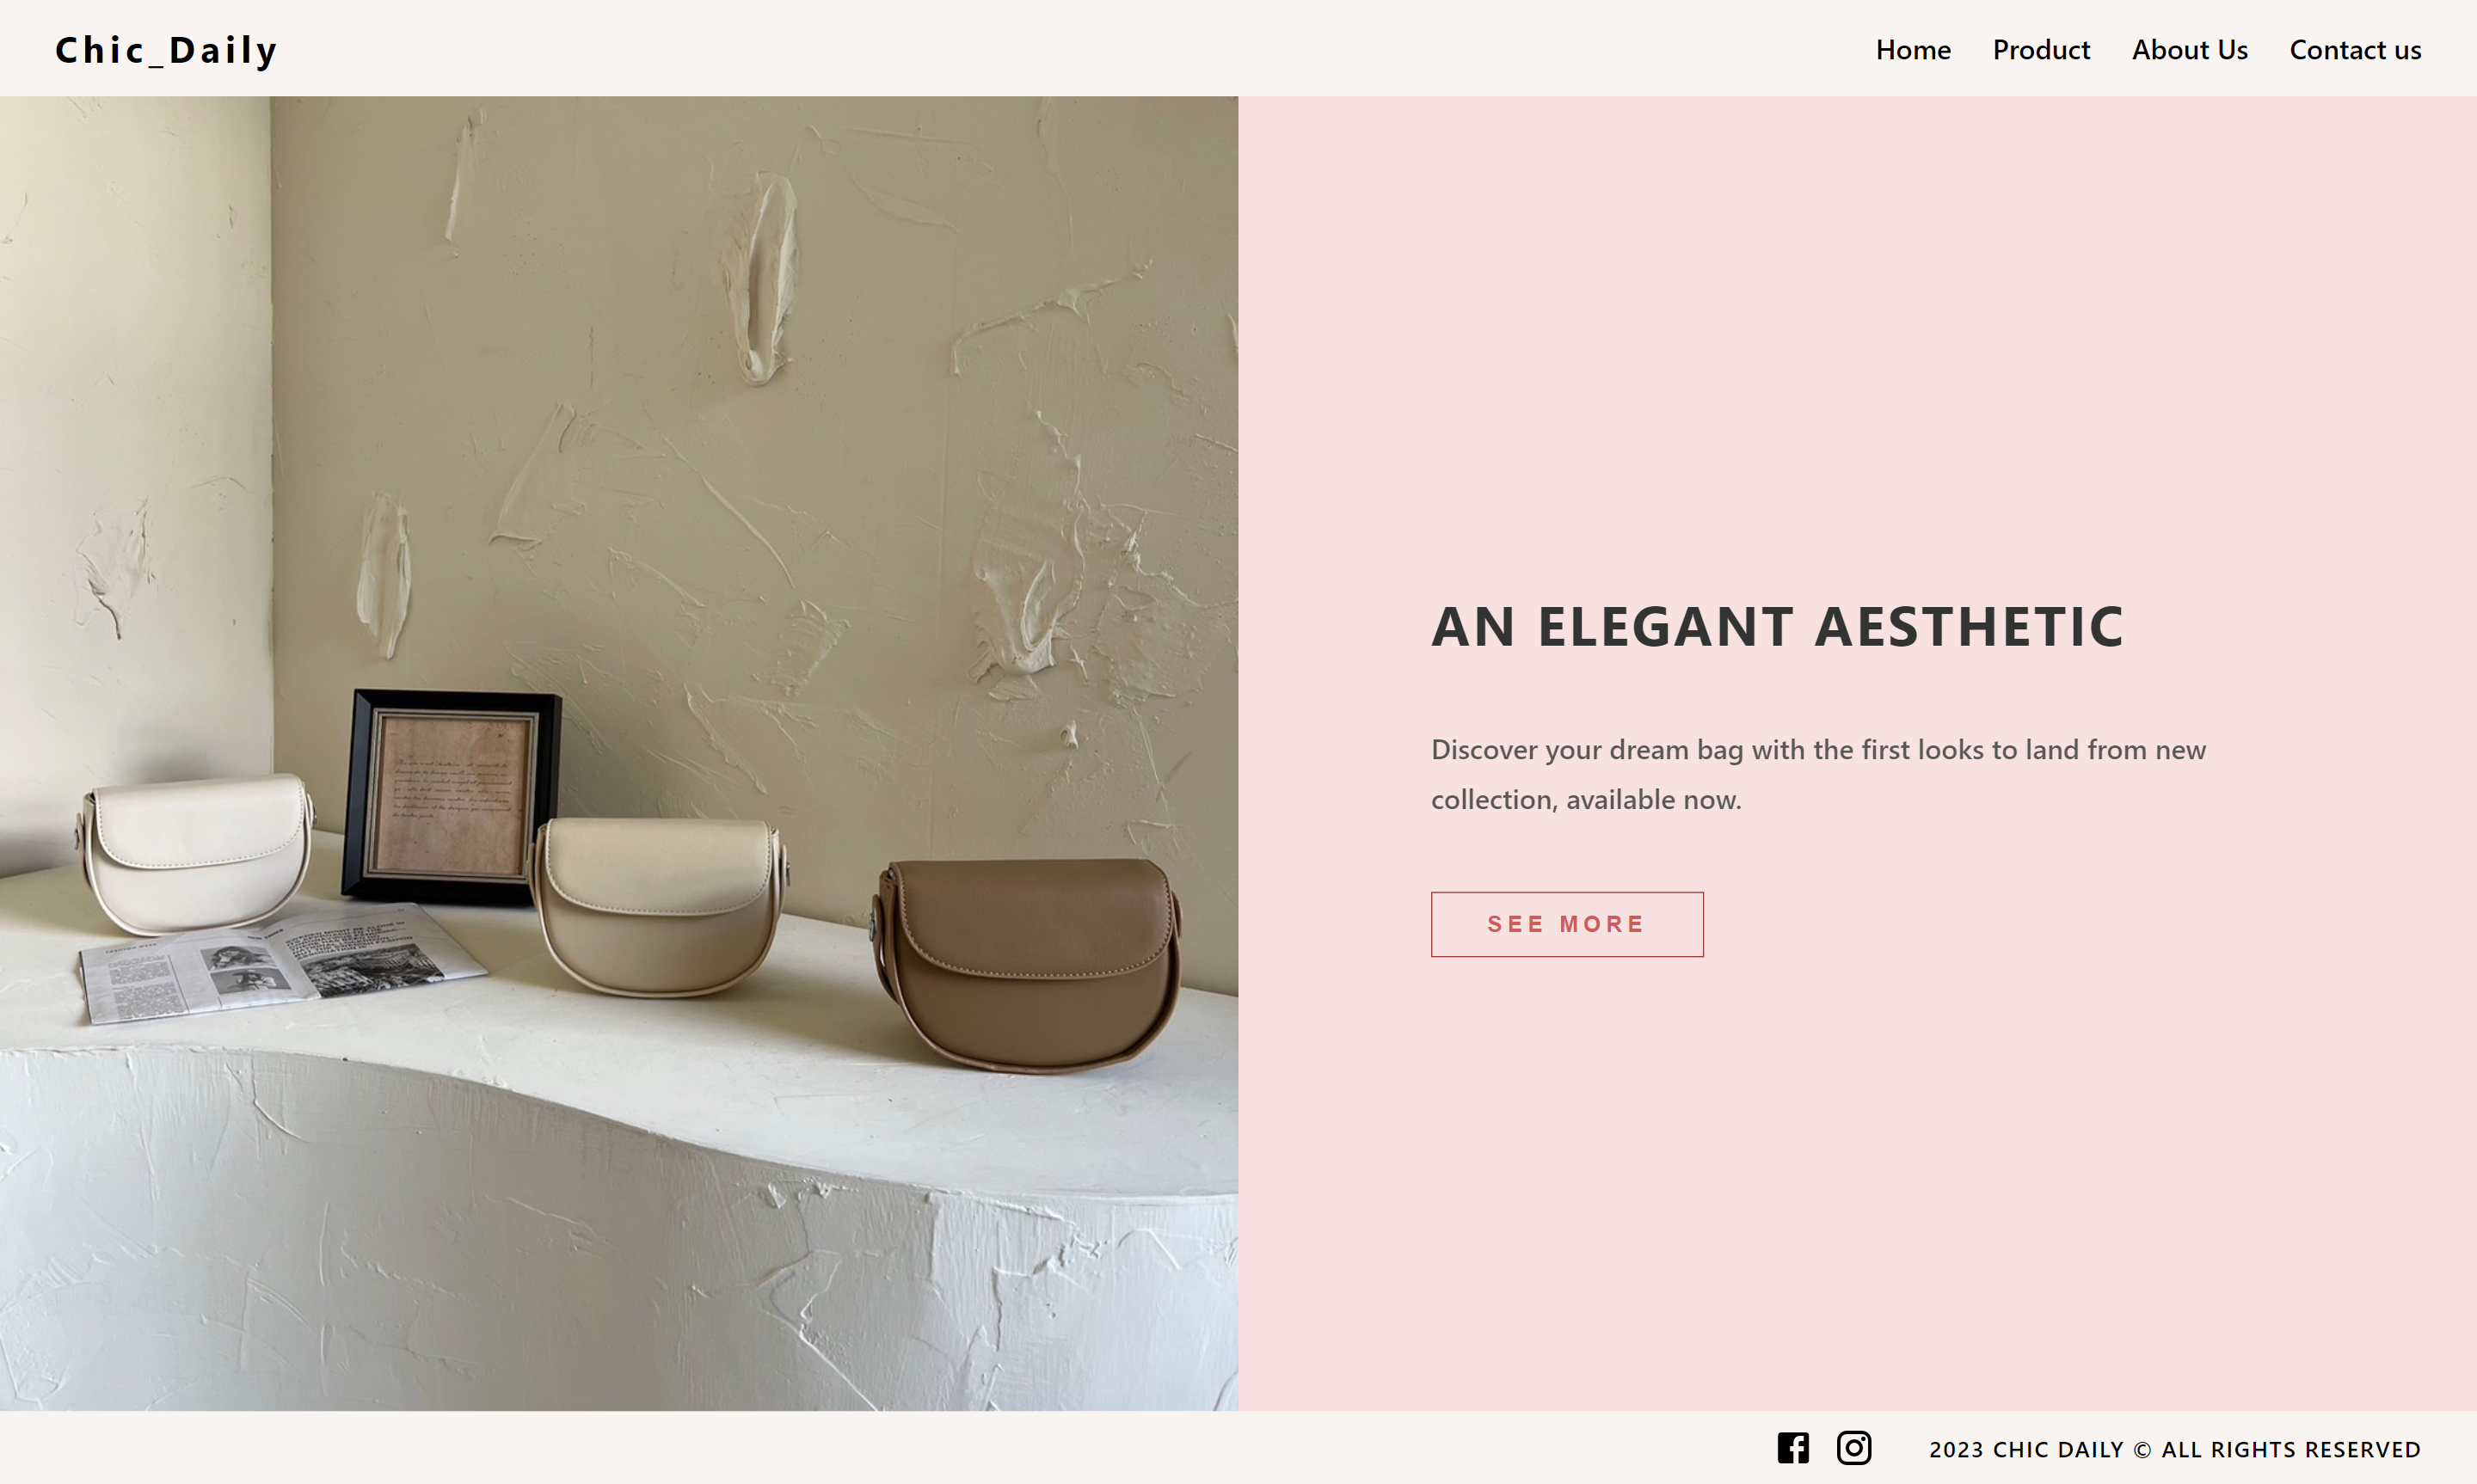 Chic_Daily
Home Product About Us Contact us
AN ELEGANT AESTHETIC
Discover your dream bag with the first looks to land from new
collection, available now.
SEE MORE
2023 CHIC DAILY © ALL RIGHTS RESERVED